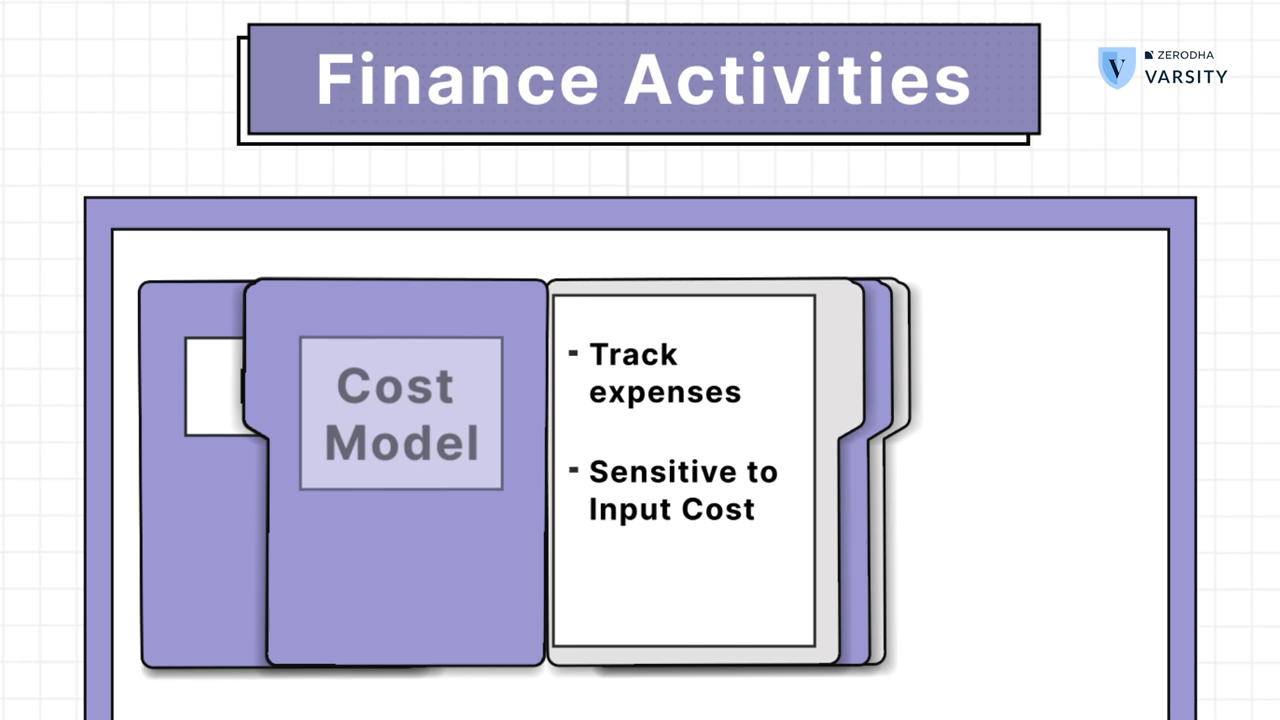 Finance Activities
ZERODHA
VARSITY
Cost
Model
- Track
expenses
- Sensitive to
Input Cost